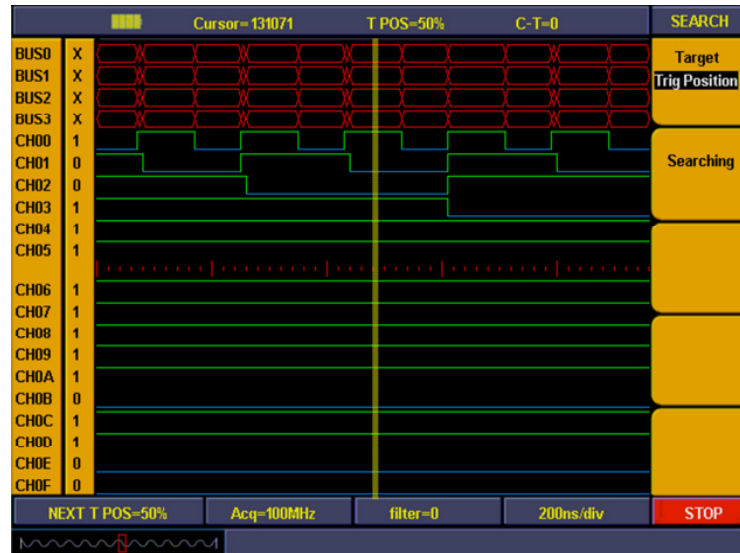 Cursor=131071 T POS=50% C-T=0 SEARCH
BUS0 X
BUS1 X
BUS2 X
BUS3 X
CH00 1
CH01 0
CH02 0
CH03 1
CH04 1
CH05 1
CH06 1
CH07 1
CH08 1
CH09 1
CH0A 1
CH0B 0
CH0C 1
CH0D 1
CH0E 0
CH0F 0
Target
Trig Position
Searching
NEXT T POS=50% Acq=100MHz filter=0 200ns/div STOP